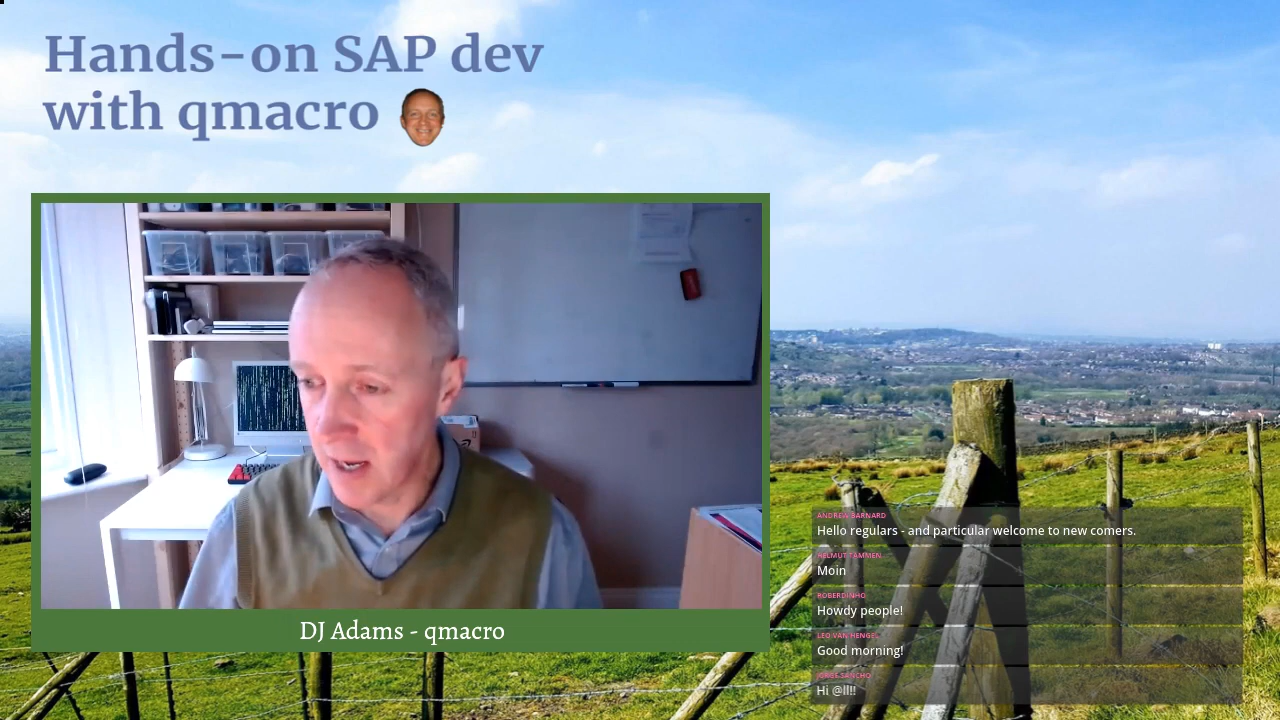 Hands-on SAP dev
with qmacro
DJ Adams - qmacro
ANDREW BARNARD
Hello regulars - and particular welcome to new comers.
HELMUT TAMMEN
Moin
ROBERDINHO
Howdy people!
LEO VAN HENGEL
Good morning!
JORGE SANCHO
Hi @ll!!